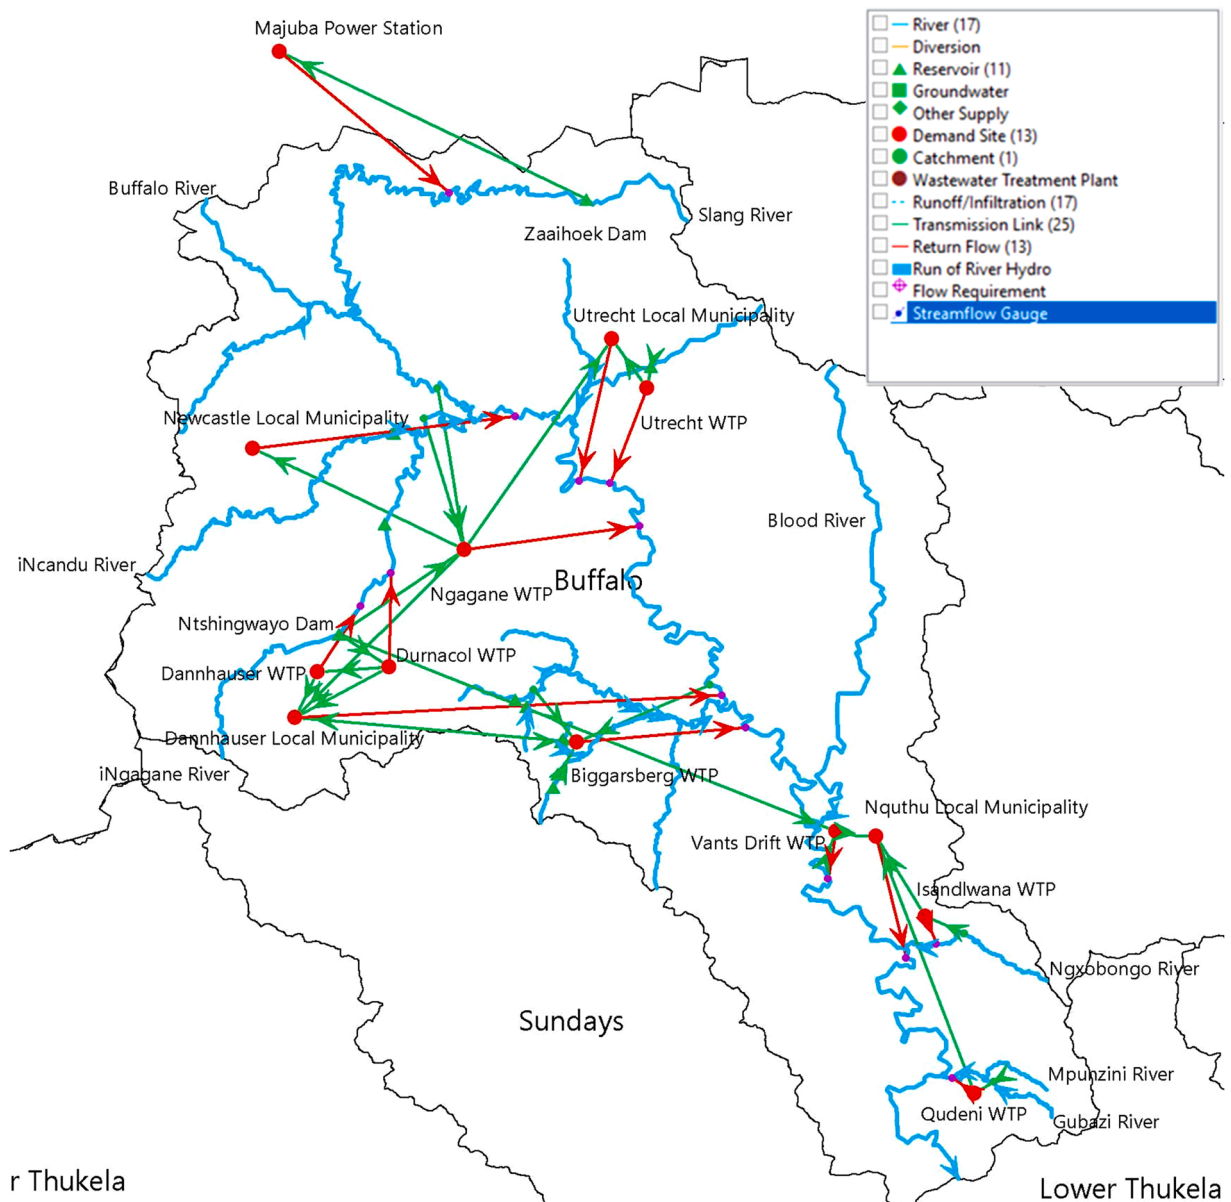 Majuba Power Station
River (17)
Diversion
Reservoir (11)
Groundwater
Other Supply
Demand Site (13)
Catchment (1)
Wastewater Treatment Plant
Runoff/Infiltration (17)
Transmission Link (25)
Return Flow (13)
Run of River Hydro
Flow Requirement
Streamflow Gauge
Buffalo River
Slang River
Zaaihoek Dam
Utrecht Local Municipality
Newcastle Local Municipality
Utrecht WTP
Blood River
iNcandu River
Buffalo
Ngagane WTP
Ntshingwayo Dam
Durnacol WTP
Dannhauser WTP
Dannhauser Local Municipality
iNgagane River
Biggarsberg WTP
Nquthu Local Municipality
Vants Drift WTP
Isandlwana WTP
Ngxobongo River
Sundays
Mpunzini River
Qudeni WTP
Gubazi River
r Thukela
Lower Thukela